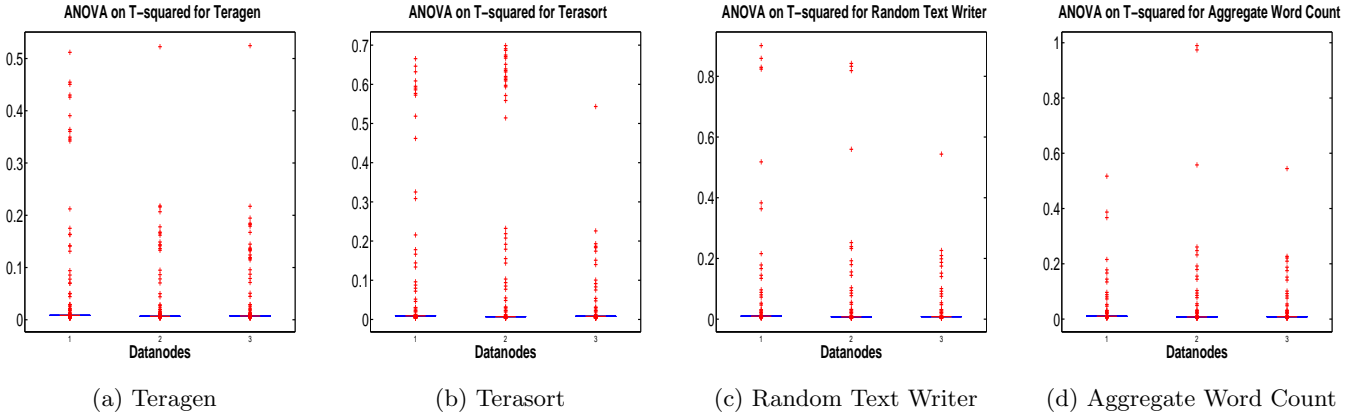 ANOVA on T-squared for Teragen
0.5
0.4
0.3
0.2
0.1
0
1 2 3
Datanodes
(a) Teragen
ANOVA on T-squared for Terasort
0.7
0.6
0.5
0.4
0.3
0.2
0.1
0
1 2 3
Datanodes
(b) Terasort
ANOVA on T-squared for Random Text Writer
0.8
0.6
0.4
0.2
0
1 2 3
Datanodes
(c) Random Text Writer
ANOVA on T-squared for Aggregate Word Count
1
0.8
0.6
0.4
0.2
0
1 2 3
Datanodes
(d) Aggregate Word Count